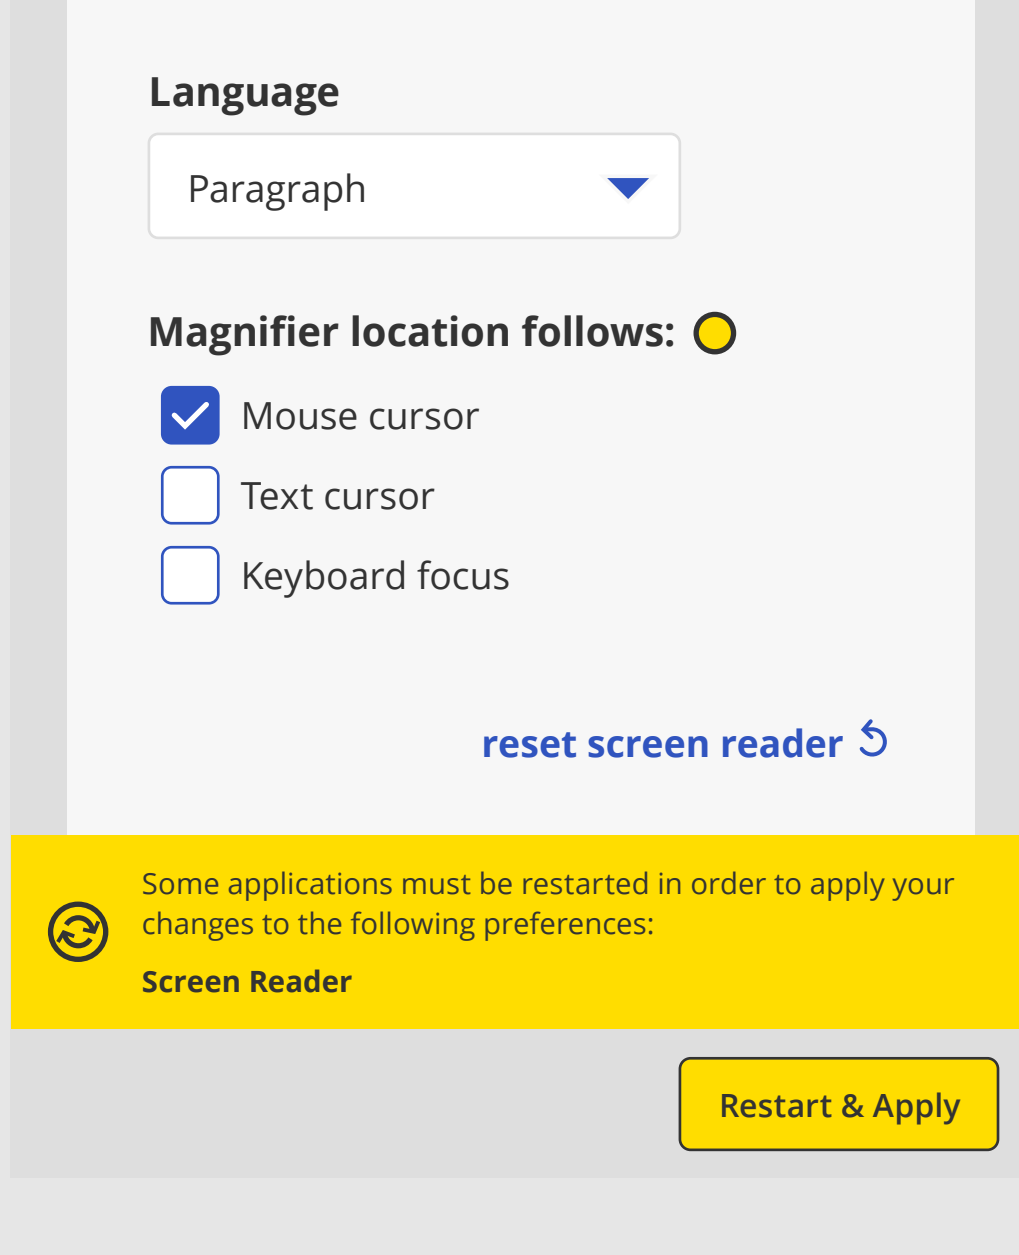 Language
Paragraph
Magnifier location follows:
Mouse cursor
Text cursor
Keyboard focus
reset screen reader
Some applications must be restarted in order to apply your
changes to the following preferences:
Screen Reader
Restart & Apply